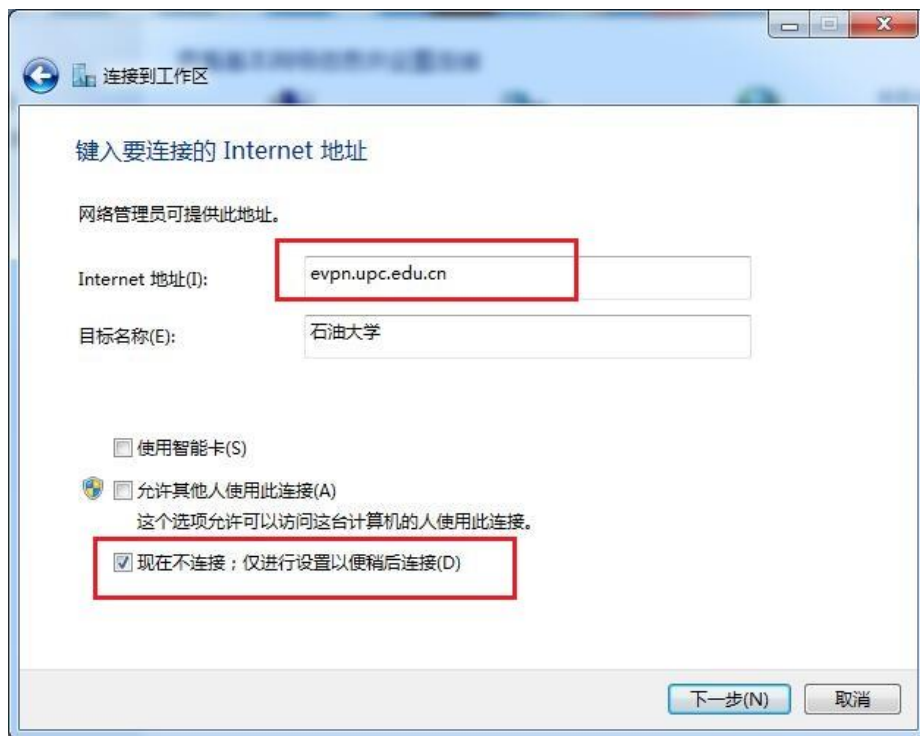 连接到工作区
键入要连接的 Internet 地址
网络管理员可提供此地址。
Internet 地址(I):
evpn.upc.edu.cn
目标名称(E):
石油大学
使用智能卡(S)
允许其他人使用此连接(A)
这个选项允许可以访问这台计算机的人使用此连接。
现在不连接；仅进行设置以便稍后连接(D)
下一步(N)
取消